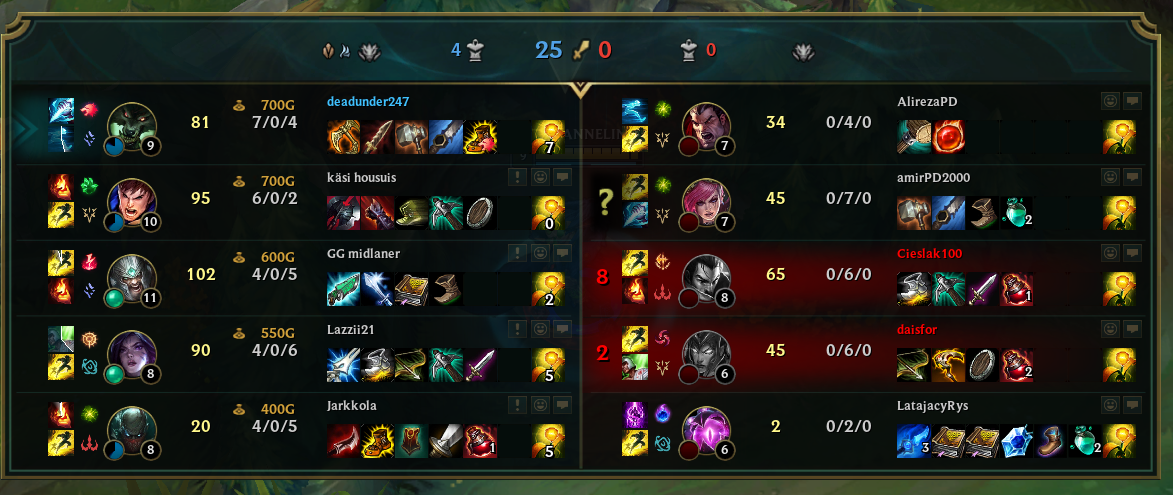 4 25 0 0
deadunder247 AlirezaPD
9 81 700G 7/0/4 7 7 34 0/4/0
käsi housuis amirPD2000
10 95 700G 6/0/2 0 ? 7 45 0/7/0 2
GG midlaner Cieslak100
11 102 600G 4/0/5 2 8 8 65 0/6/0 1
Lazzii21 daisfor
8 90 550G 4/0/6 5 2 6 45 0/6/0 2
Jarkkola LatajacyRys
8 20 400G 4/0/5 1 5 6 2 0/2/0 3 2